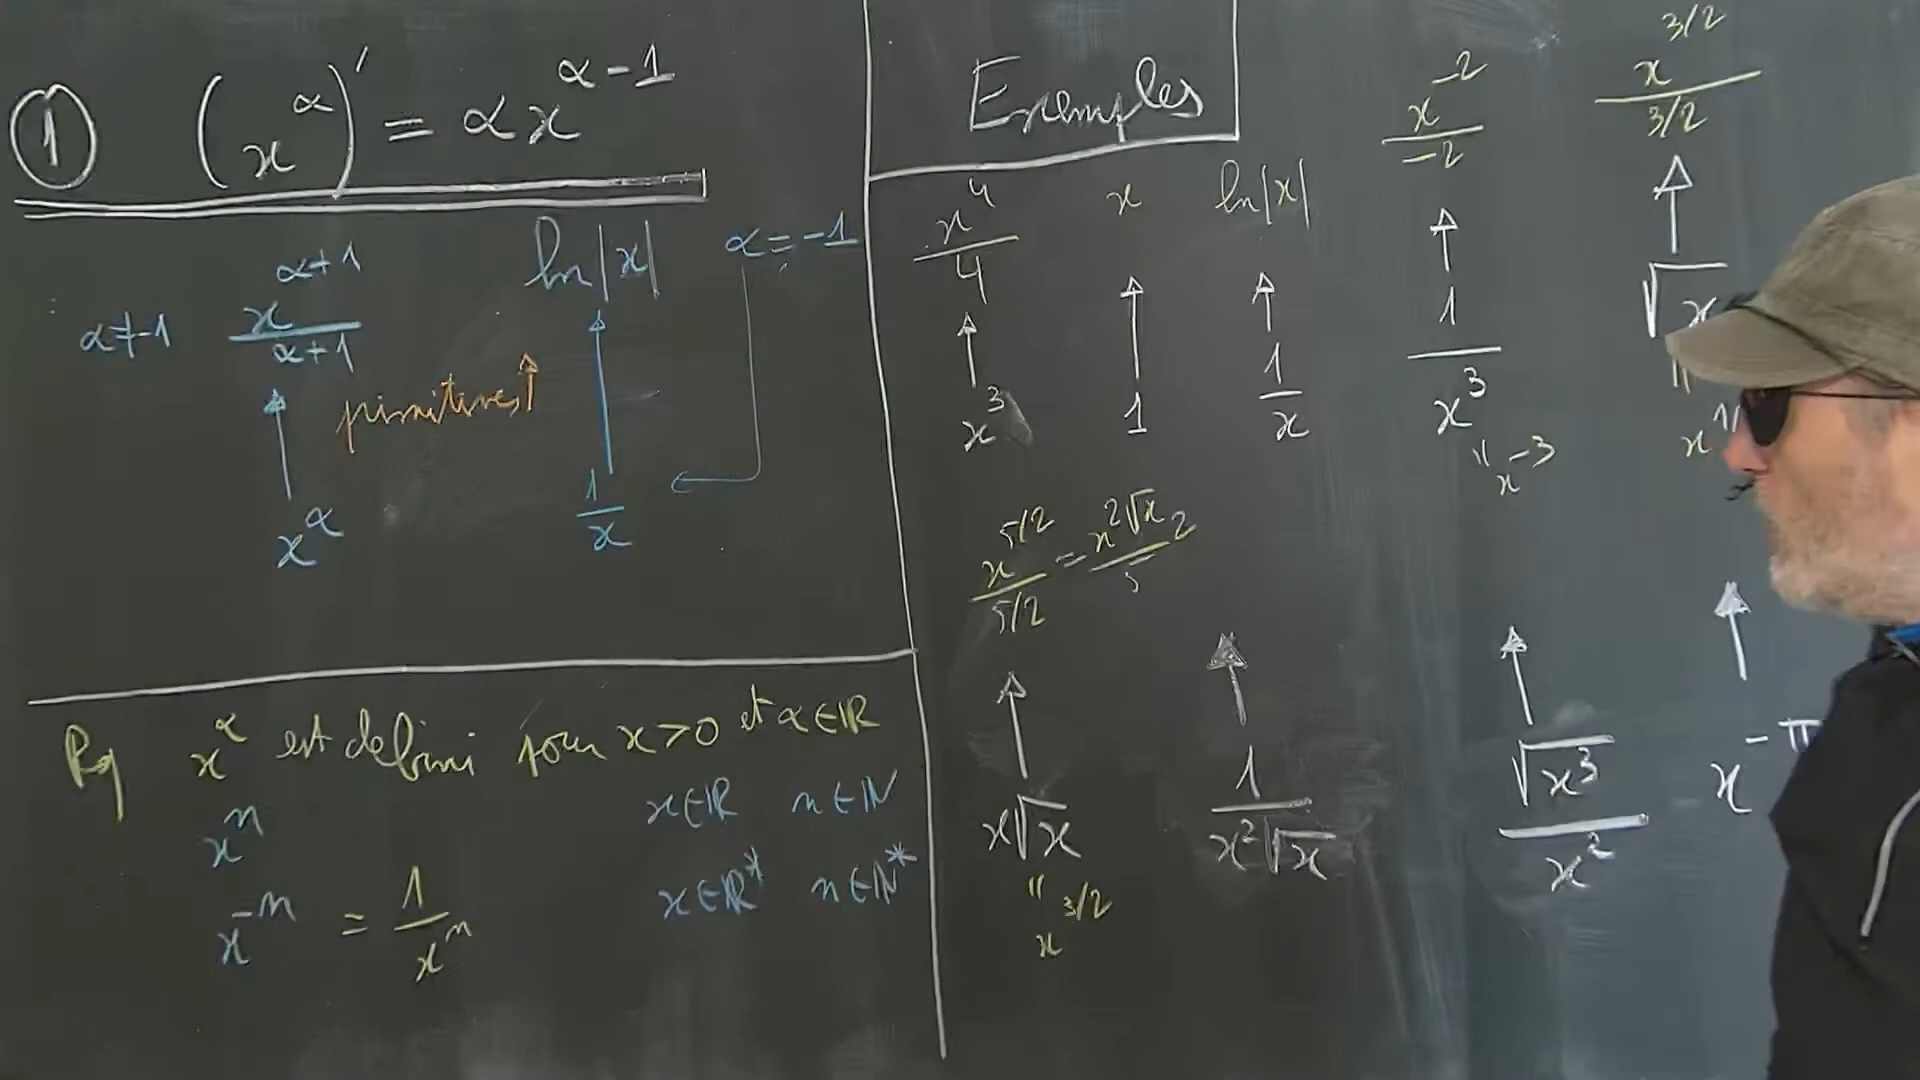 ① (x^α)' = αx^(α-1)
α≠-1 x^(α+1)/(α+1) ln|x| α=-1
primitives ↑
x^α 1/x
Rq x^α est défini pour x>0 et α∈ℝ
x^n x∈ℝ n∈ℕ
x^(-n) = 1/x^n x∈ℝ* n∈ℕ*
Exemples
x^4/4 x ln|x| x^(-2)/-2 x^(3/2)/(3/2)
↑ ↑ ↑ ↑ ↑
x^3 1 1/x 1/x^3 √x
" x^-3
x^(5/2)/(5/2) = x^2√x 2/5
↑ ↑ ↑ ↑
x√x 1/(x^2√x) √(x^3)/x^2 x^(-π)
" x^(3/2)